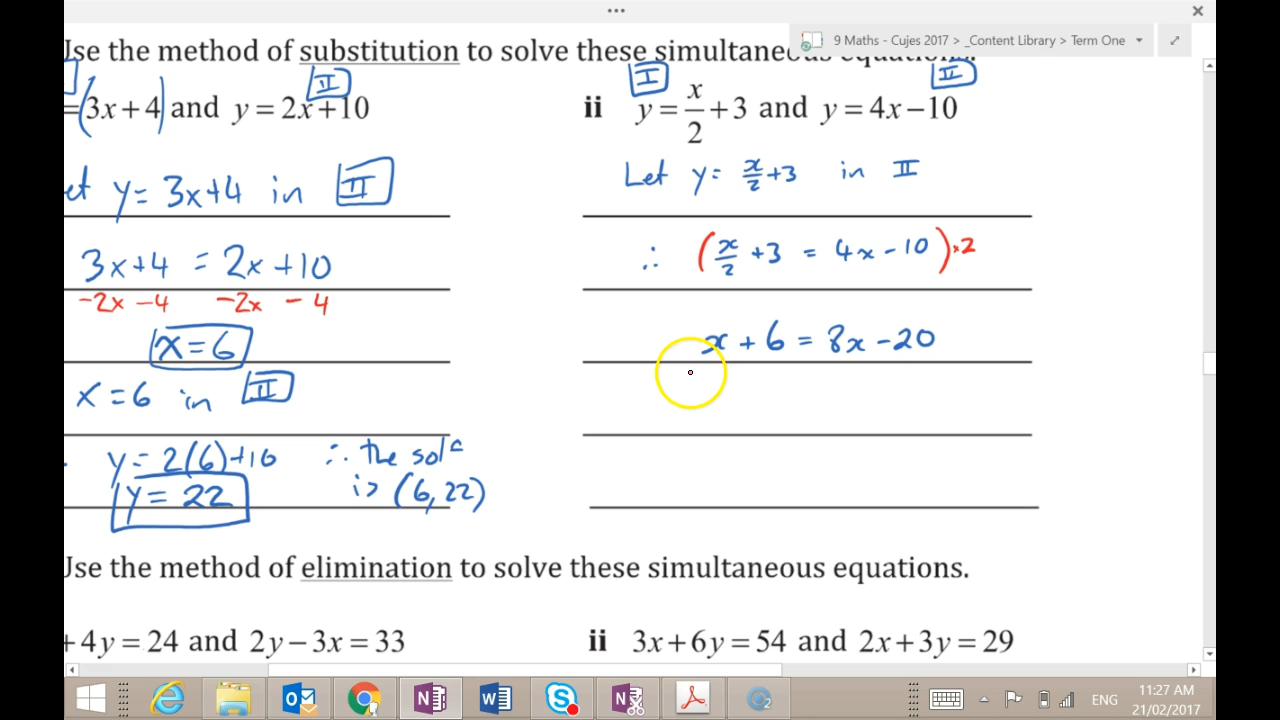 9 Maths - Cujes 2017 > _Content Library > Term One
Use the method of substitution to solve these simultaneous equations.
= (3x + 4) and y = 2x + 10
II
Let y = 3x+4 in II
3x+4 = 2x + 10
-2x - 4 -2x - 4
x = 6
x = 6 in II
y = 2(6)+10
y = 22
∴ the solⁿ
is (6, 22)
I II
ii y = x/2 + 3 and y = 4x − 10
Let y = x/2 + 3 in II
∴ (x/2 + 3 = 4x − 10) × 2
x + 6 = 8x − 20
Use the method of elimination to solve these simultaneous equations.
+ 4y = 24 and 2y − 3x = 33
ii 3x + 6y = 54 and 2x + 3y = 29
ENG
11:27 AM
21/02/2017